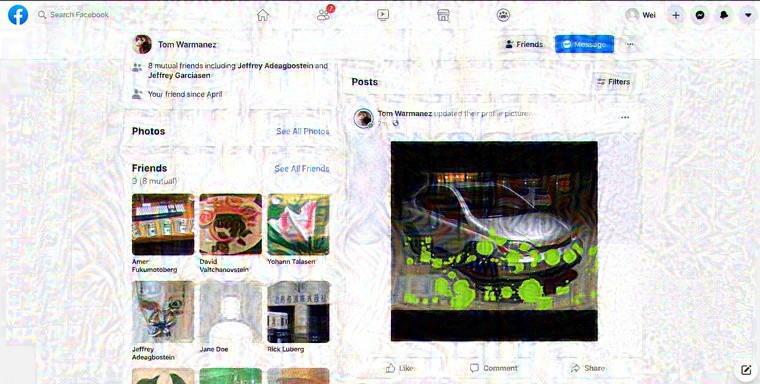 Search Facebook
7
Wei
Tom Warmanez
Friends
Message
8 mutual friends including Jeffrey Adeagbostein and
Jeffrey Garciasen
Your friend since April
Photos
See All Photos
Friends
See All Friends
9 (8 mutual)
Amer
Fukumotoberg
David
Valtchanovstein
Yohann Talasen
Jeffrey
Adeagbostein
Jane Doe
Rick Luberg
Posts
Filters
Tom Warmanez updated their profile picture.
2m
Like
Comment
Share